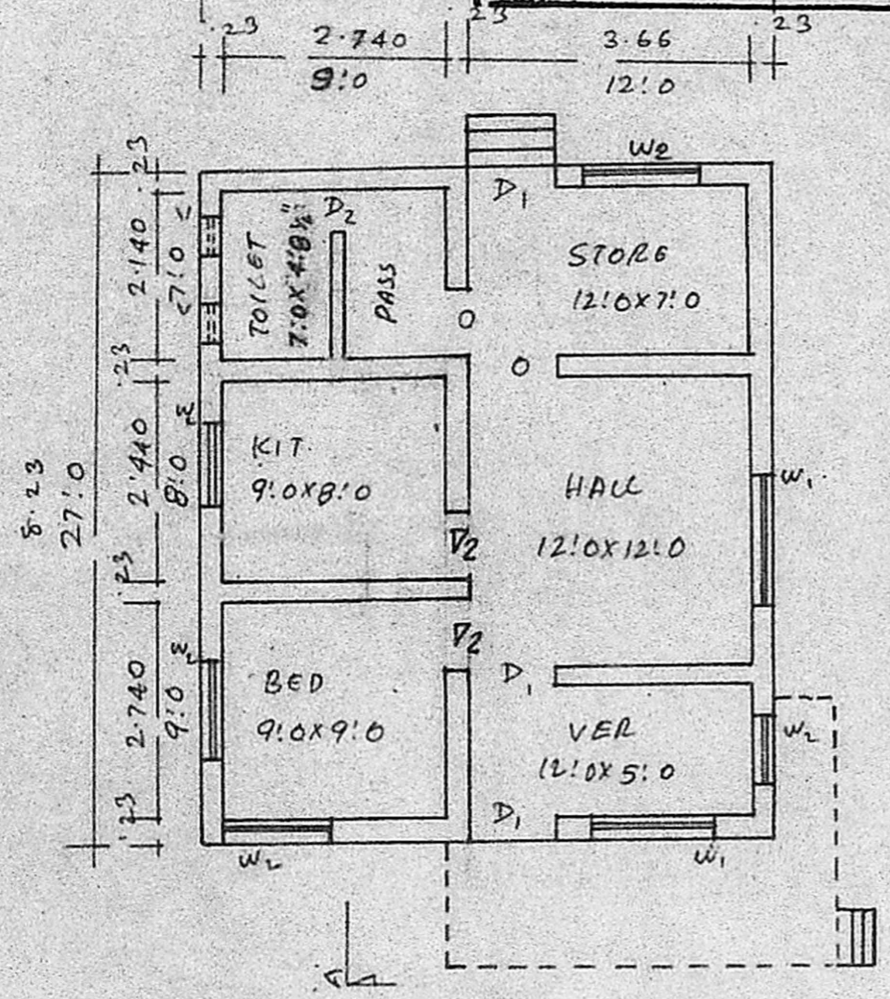 .23 2.740 23 3.66 23
9'.0 12'.0
W2
.23
D1
D2
2.140
7'.0
TOILET
7'.0X4'.8½"
PASS
STORE
12'.0X7'.0
O
.23
O
KIT.
9'.0X8'.0
2.440
8'.0
W
HALL
12'.0X12'.0
W1.
8.23
27'.0
D2
.23
D2
W
BED
9'.0X9'.0
2.740
9'.0
D1
VER
12'.0X5'.0
W2
.23
D1
W2
W1